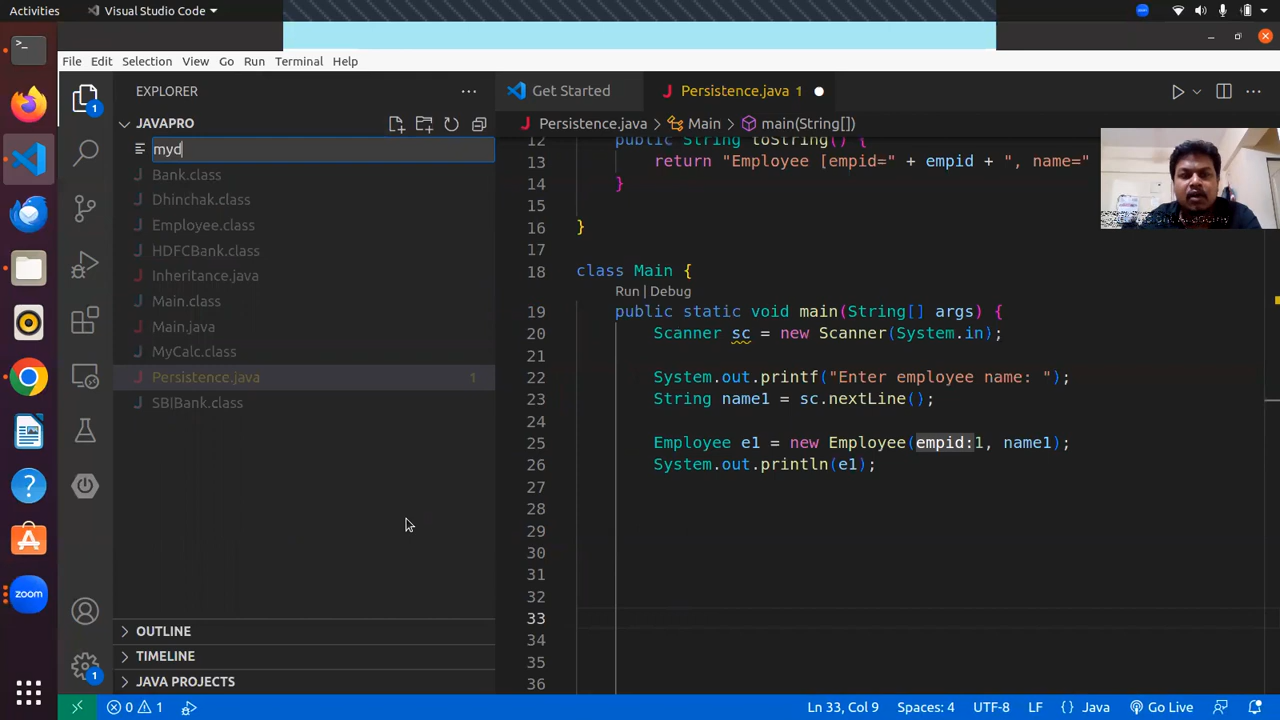 Activities
Visual Studio Code
File Edit Selection View Go Run Terminal Help
EXPLORER
JAVAPRO
myd
Bank.class
Dhinchak.class
Employee.class
HDFCBank.class
Inheritance.java
Main.class
Main.java
MyCalc.class
Persistence.java 1
SBIBank.class
OUTLINE
TIMELINE
JAVA PROJECTS
1
1
zoom
Get Started
Persistence.java 1
Persistence.java > Main > main(String[])
12 public String toString() {
13 return "Employee [empid=" + empid + ", name="
14 }
15
16 }
17
18 class Main {
Run | Debug
19 public static void main(String[] args) {
20 Scanner sc = new Scanner(System.in);
21
22 System.out.printf("Enter employee name: ");
23 String name1 = sc.nextLine();
24
25 Employee e1 = new Employee(empid:1, name1);
26 System.out.println(e1);
27
28
29
30
31
32
33
34
35
36
0 1
Ln 33, Col 9 Spaces: 4 UTF-8 LF {} Java Go Live